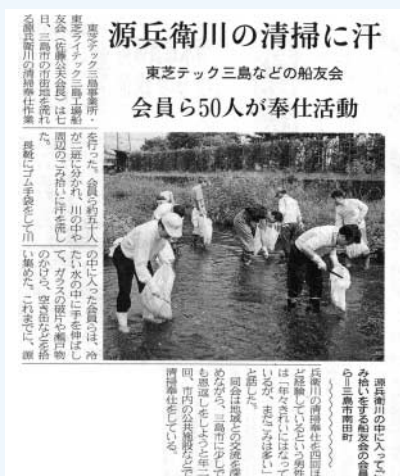 源兵衛川の清掃に汗
東芝テック三島などの船友会
会員ら50人が奉仕活動
東芝テック三島事業所・
東芝ライテック三島工場船
友会(佐藤公夫会長)は七
日、三島市の市街地を流れ
る源兵衛川の清掃奉仕作業
を行った。会員ら約五十人
が二班に分かれ、川の中や
周辺のごみ拾いに汗を流し
た。
長靴にゴム手袋をして川
の中に入った会員らは、冷
たい水の中に手を伸ばし
て、ガラスの破片や瀬戸物
のかけら、空き缶などを拾
い集めた。これまでに、源
兵衛川の清掃奉仕を四回ほ
ど経験しているという男性
は「年々きれいにはな
いるが、まだごみは多い」
と話した。
同会は地域との交流を深
めながら、三島市に少しで
も恩返しをしようと年二
回、市内の公共施設などで
清掃奉仕をしている。
源兵衛川の中に入って
み拾いをする船友会の会員
ら=三島市南田町